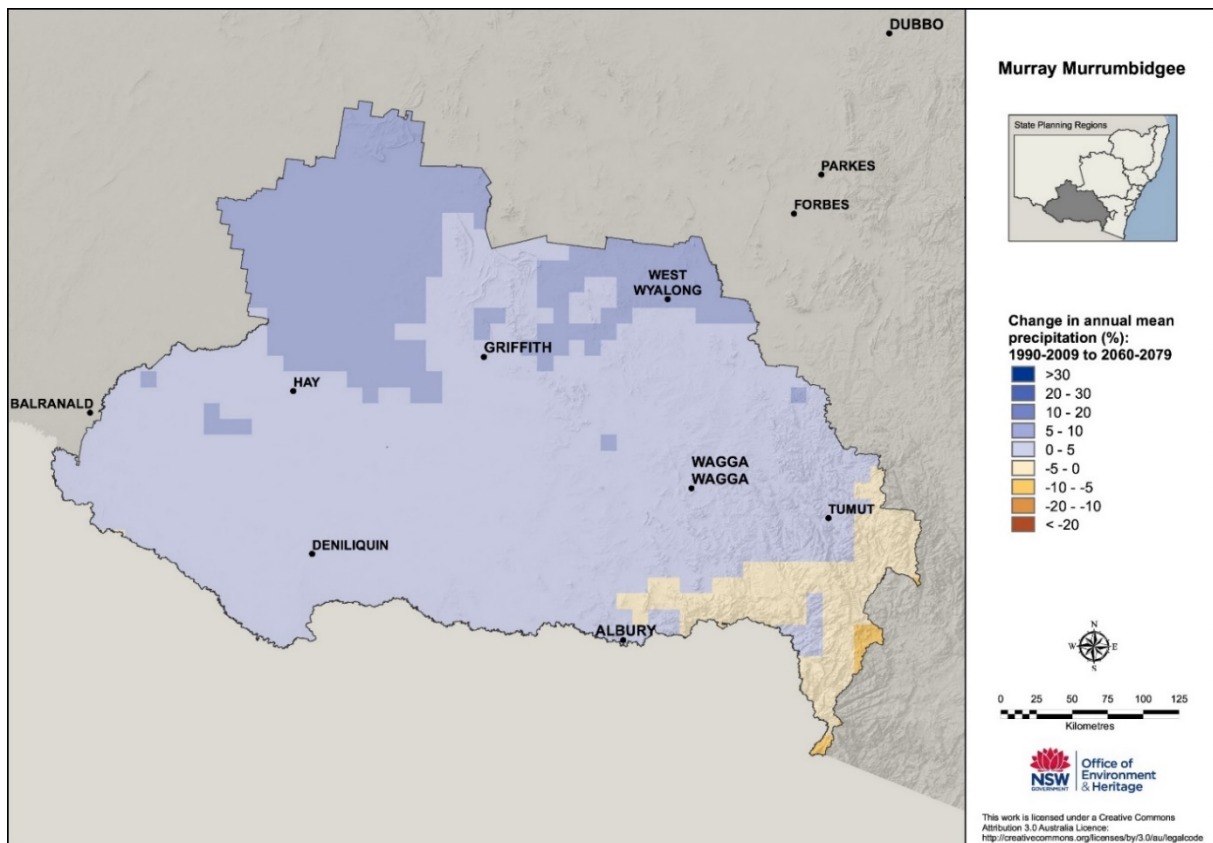 DUBBO
PARKES
FORBES
WEST
WYALONG
GRIFFITH
HAY
BALRANALD
WAGGA
WAGGA
TUMUT
DENILIQUIN
ALBURY
Murray Murrumbidgee
State Planning Regions
Change in annual mean
precipitation (%):
1990-2009 to 2060-2079
>30
20 - 30
10 - 20
5 - 10
0 - 5
-5 - 0
-10 - -5
-20 - -10
< -20
N
W E
S
0 25 50 75 100 125
Kilometres
NSW
GOVERNMENT
Office of
Environment
& Heritage
This work is licensed under a Creative Commons
Attribution 3.0 Australia Licence:
http://creativecommons.org/licenses/by/3.0/au/legalcode